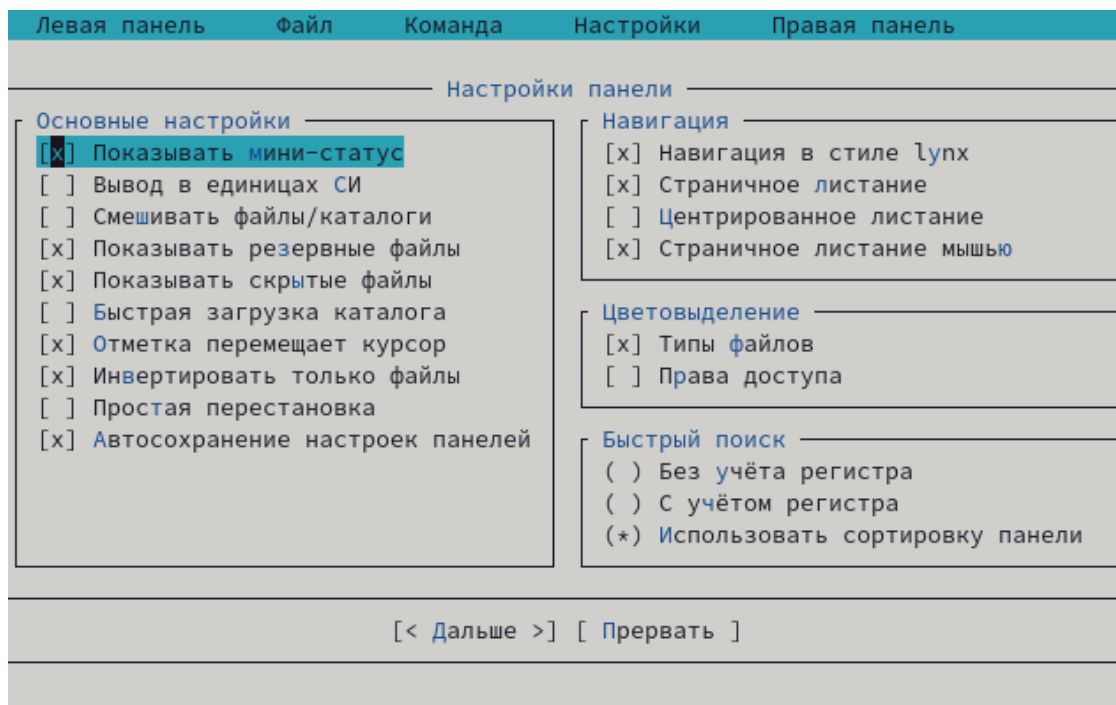 Левая панель Файл Команда Настройки Правая панель
Настройки панели
Основные настройки
[x] Показывать мини-статус
[ ] Вывод в единицах СИ
[ ] Смешивать файлы/каталоги
[x] Показывать резервные файлы
[x] Показывать скрытые файлы
[ ] Быстрая загрузка каталога
[x] Отметка перемещает курсор
[x] Инвертировать только файлы
[ ] Простая перестановка
[x] Автосохранение настроек панелей
Навигация
[x] Навигация в стиле lynx
[x] Страничное листание
[ ] Центрированное листание
[x] Страничное листание мышью
Цветовыделение
[x] Типы файлов
[ ] Права доступа
Быстрый поиск
( ) Без учёта регистра
( ) С учётом регистра
(*) Использовать сортировку панели
[< Дальше >] [ Прервать ]